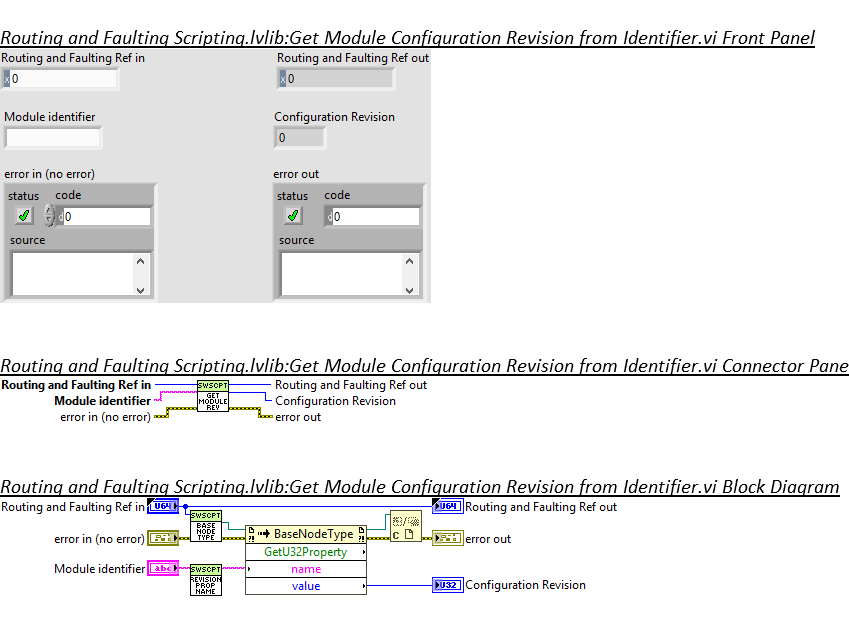 Routing and Faulting Scripting.lvlib:Get Module Configuration Revision from Identifier.vi Front Panel
Routing and Faulting Ref in Routing and Faulting Ref out
x 0 x 0
Module identifier Configuration Revision
0
error in (no error) error out
status code status code
d 0 d 0
source source
Routing and Faulting Scripting.lvlib:Get Module Configuration Revision from Identifier.vi Connector Pane
Routing and Faulting Ref in SWSCPT Routing and Faulting Ref out
Module identifier GET MODULE REV Configuration Revision
error in (no error) error out
Routing and Faulting Scripting.lvlib:Get Module Configuration Revision from Identifier.vi Block Diagram
Routing and Faulting Ref in U64 U64 Routing and Faulting Ref out
SWSCPT
BASE
NODE
TYPE
error in (no error) BaseNodeType C error out
GetU32Property
Module identifier abc SWSCPT name
REVISION
PROP
NAME
value U32 Configuration Revision